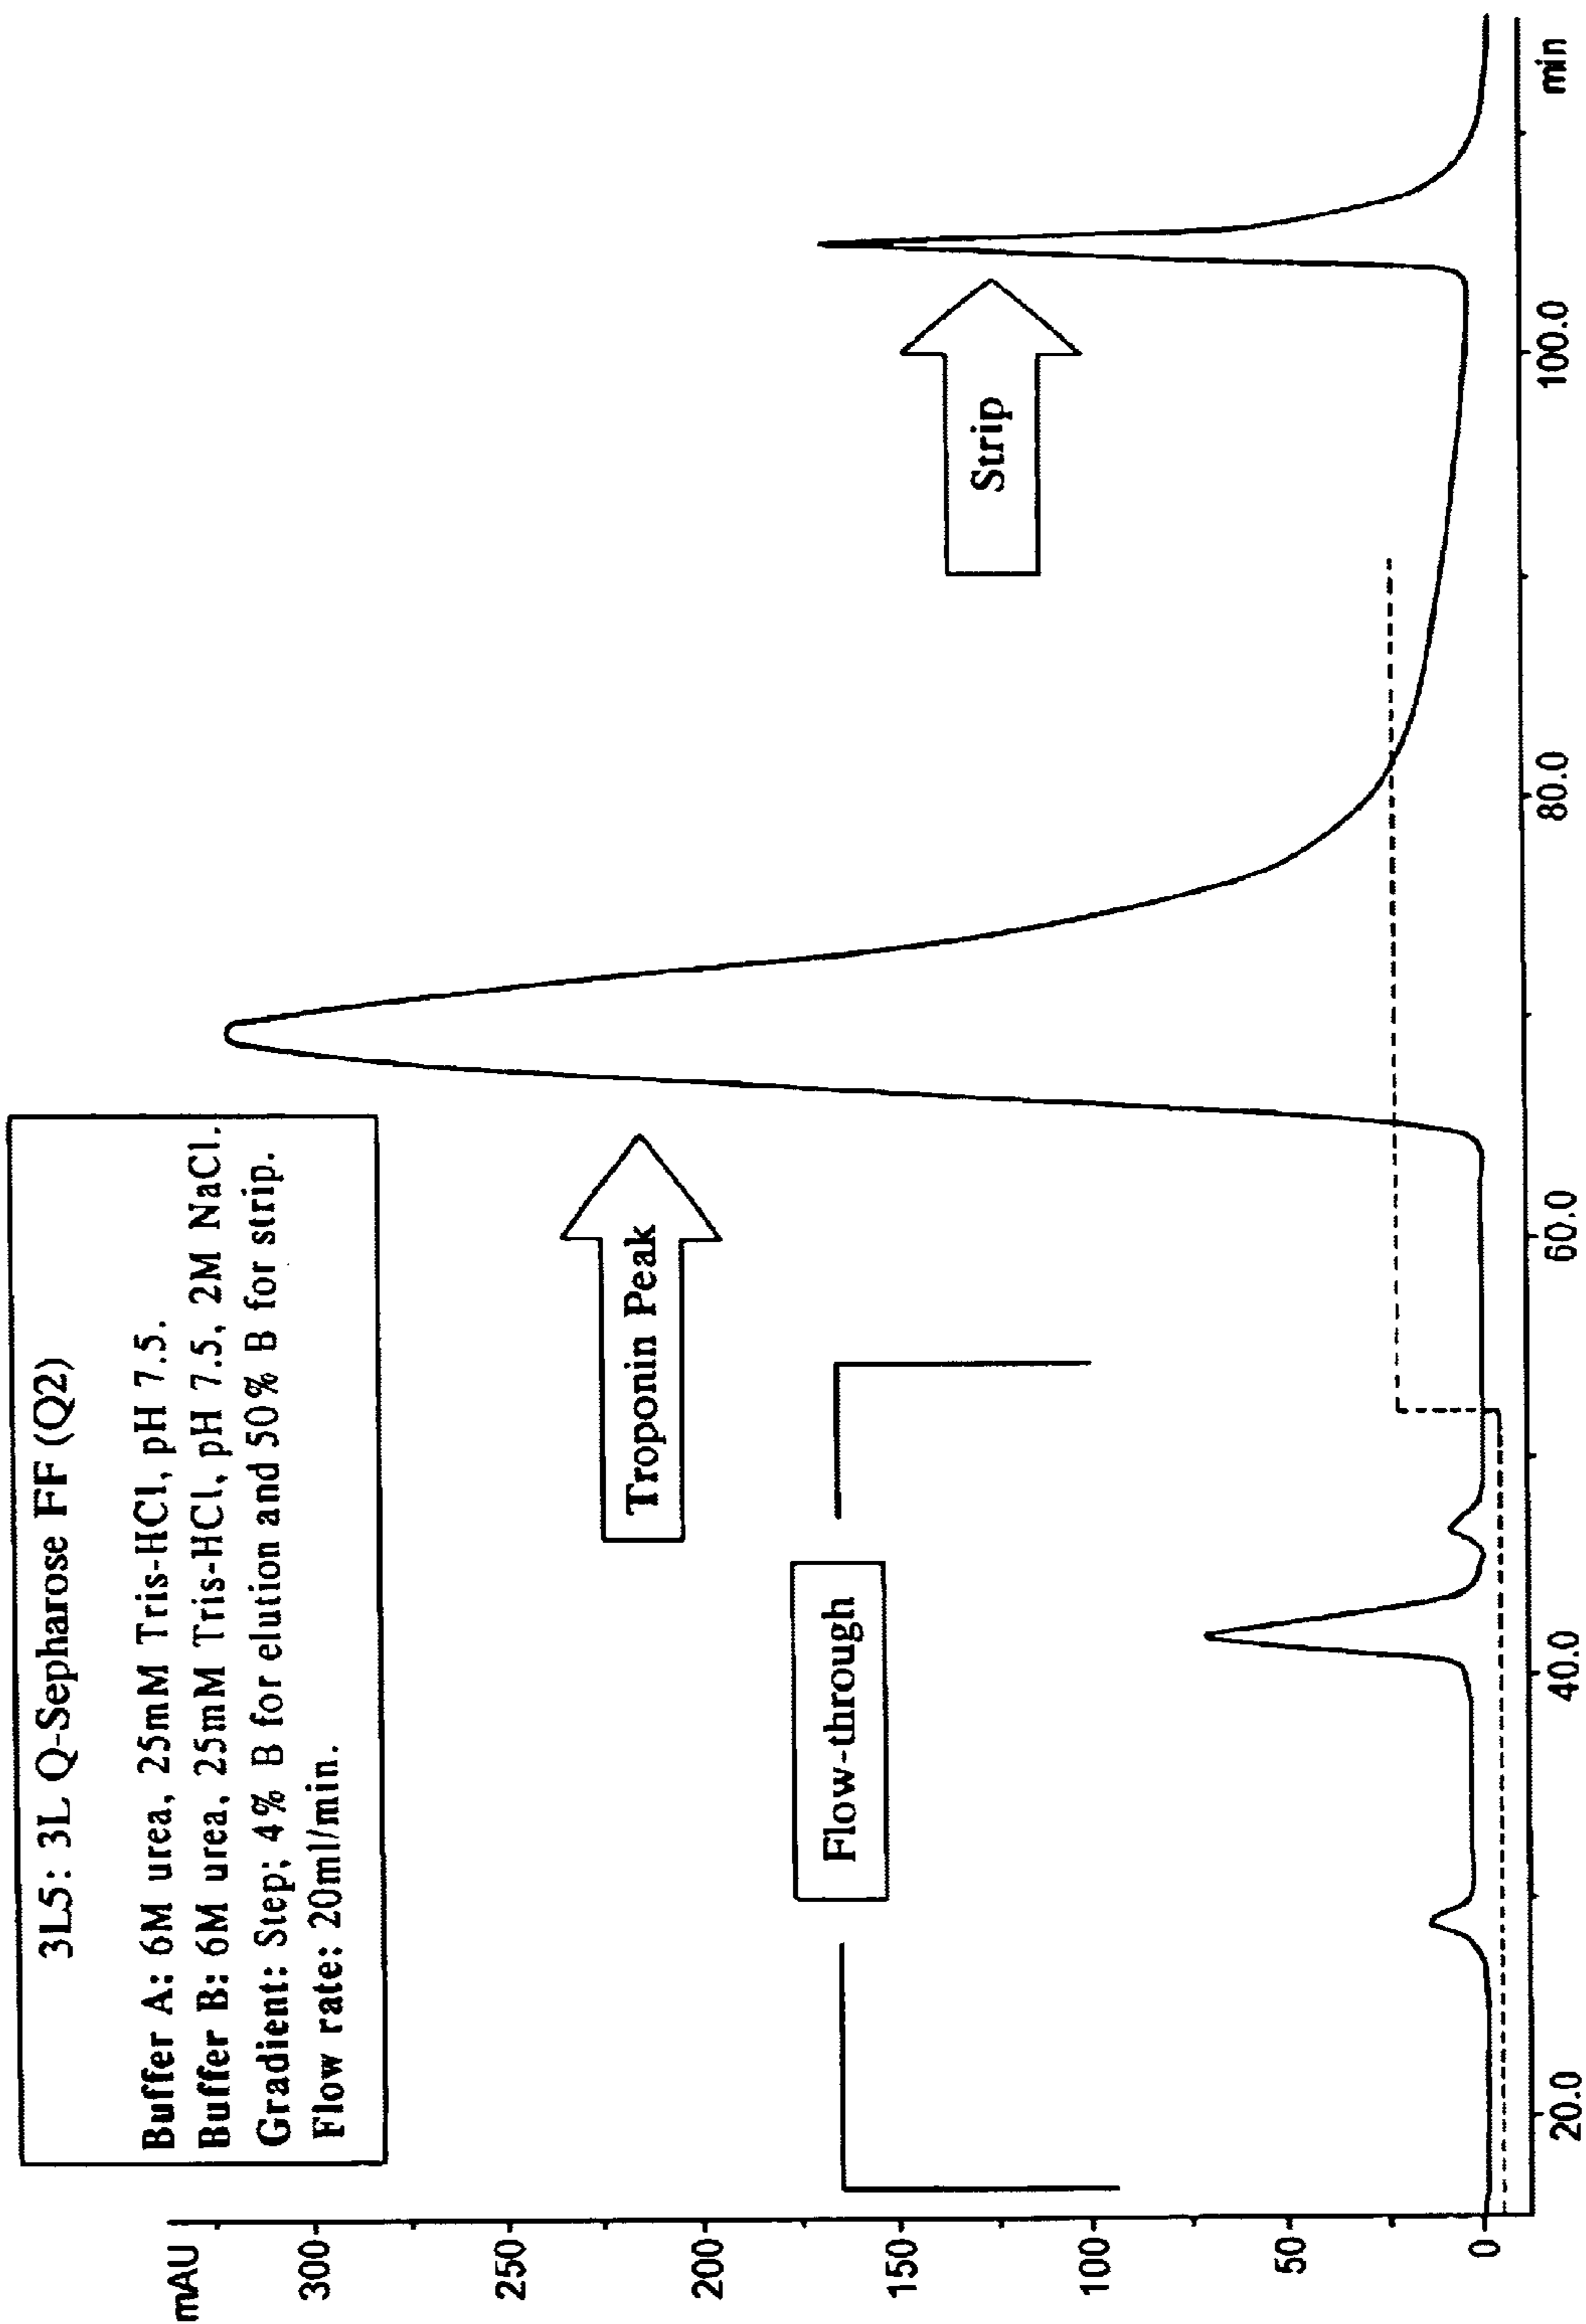 3L5: 3L Q-Sepharose FF (Q2)
Buffer A: 6M urea, 25mM Tris-HCl, pH 7.5.
Buffer B: 6M urea, 25mM Tris-HCl, pH 7.5, 2M NaCl.
Gradient: Step; 4% B for elution and 50% B for strip.
Flow rate: 20ml/min.
mAU
300
250
200
150
100
50
0
Troponin Peak
Flow-through
Strip
20.0
40.0
60.0
80.0
100.0
min